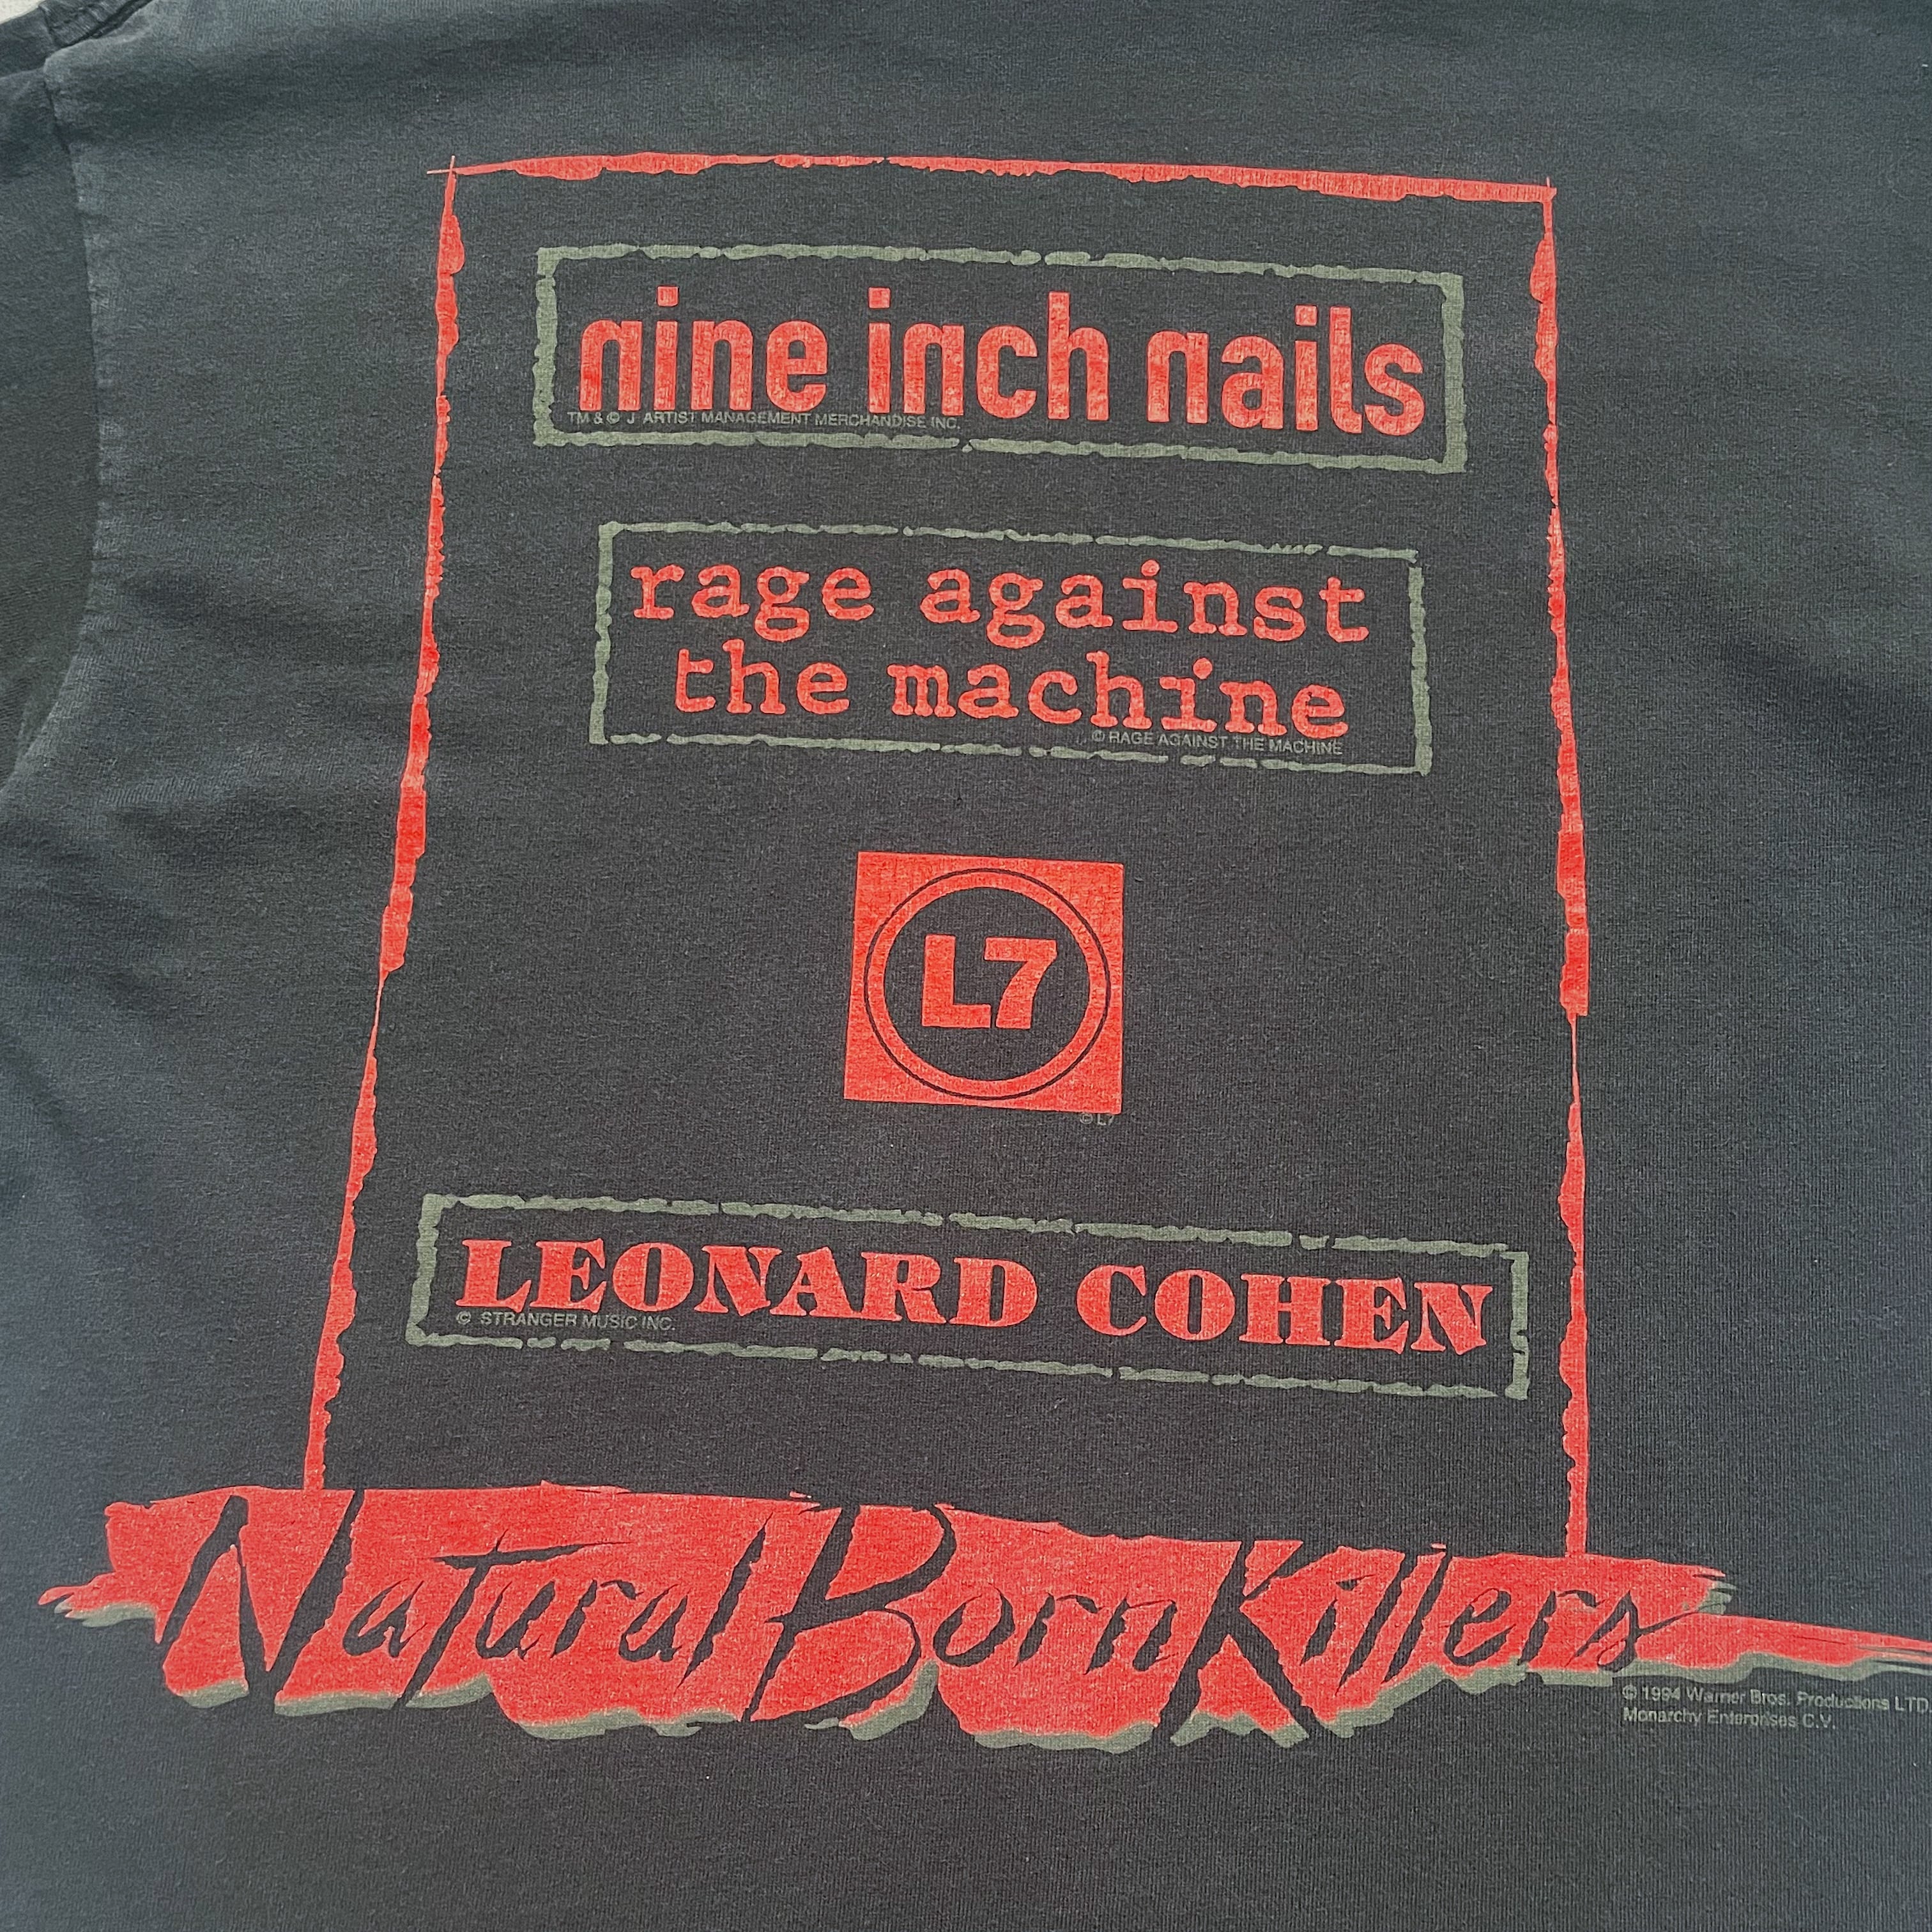 nine inch nails
TM & © J ARTIST MANAGEMENT MERCHANDISE INC.
rage against
the machine
© RAGE AGAINST THE MACHINE
L7
© L7
LEONARD COHEN
© STRANGER MUSIC INC.
Natural Born Killers
© 1994 Warner Bros. Productions LTD.
Monarchy Enterprises C.V.